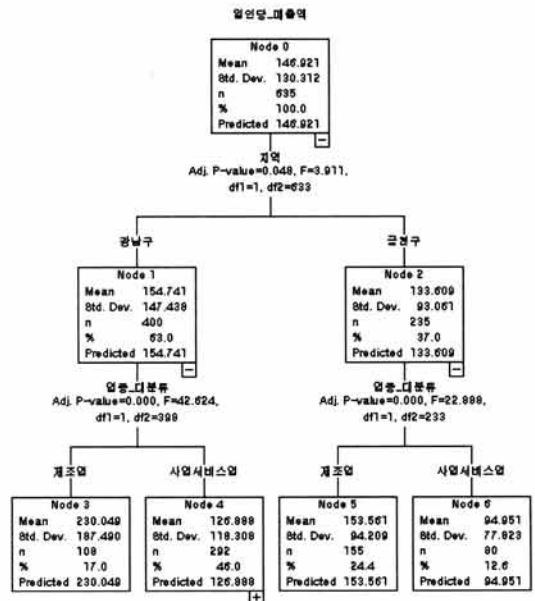 일인당_매출액
Node 0
Mean 146.921
Std. Dev. 130.312
n 635
% 100.0
Predicted 146.921
지역
Adj. P-value=0.048, F=3.911,
df1=1, df2=633
강남구 금천구
Node 1
Mean 154.741
Std. Dev. 147.438
n 400
% 63.0
Predicted 154.741
Node 2
Mean 133.609
Std. Dev. 93.061
n 235
% 37.0
Predicted 133.609
업종_대분류
Adj. P-value=0.000, F=42.624,
df1=1, df2=398
업종_대분류
Adj. P-value=0.000, F=22.888,
df1=1, df2=233
제조업 사업서비스업 제조업 사업서비스업
Node 3
Mean 230.049
Std. Dev. 187.490
n 108
% 17.0
Predicted 230.049
Node 4
Mean 126.888
Std. Dev. 118.308
n 292
% 46.0
Predicted 126.888
Node 5
Mean 153.561
Std. Dev. 94.209
n 155
% 24.4
Predicted 153.561
Node 6
Mean 94.951
Std. Dev. 77.823
n 80
% 12.6
Predicted 94.951